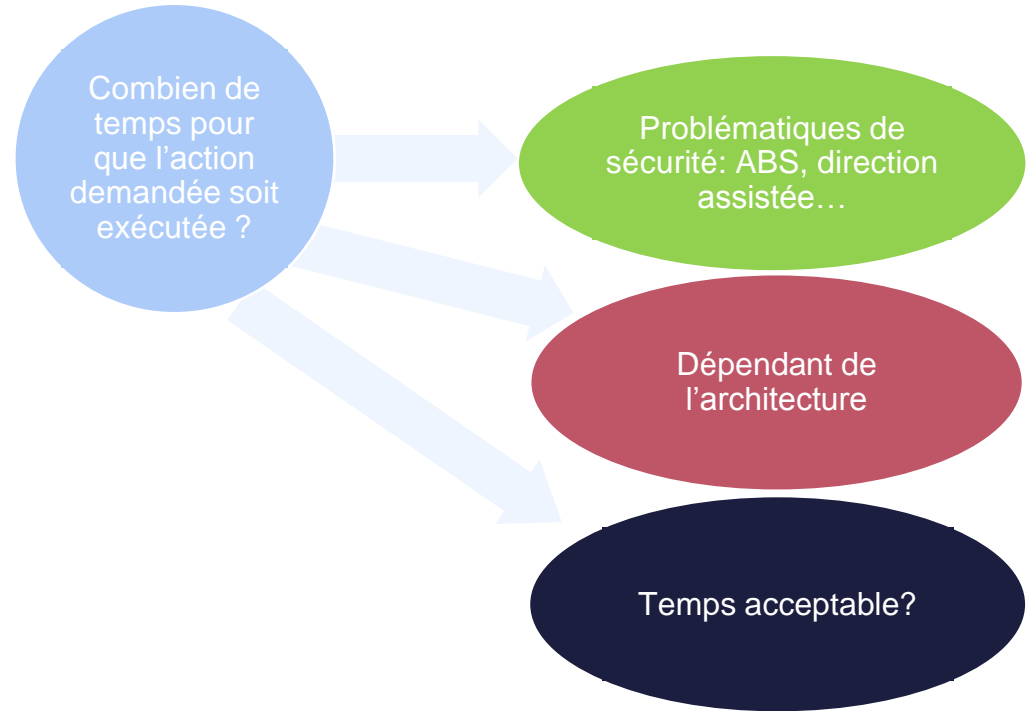 Combien de
temps pour
que l’action
demandée soit
exécutée ?
Problématiques de
sécurité: ABS, direction
assistée…
Dépendant de
l’architecture
Temps acceptable?